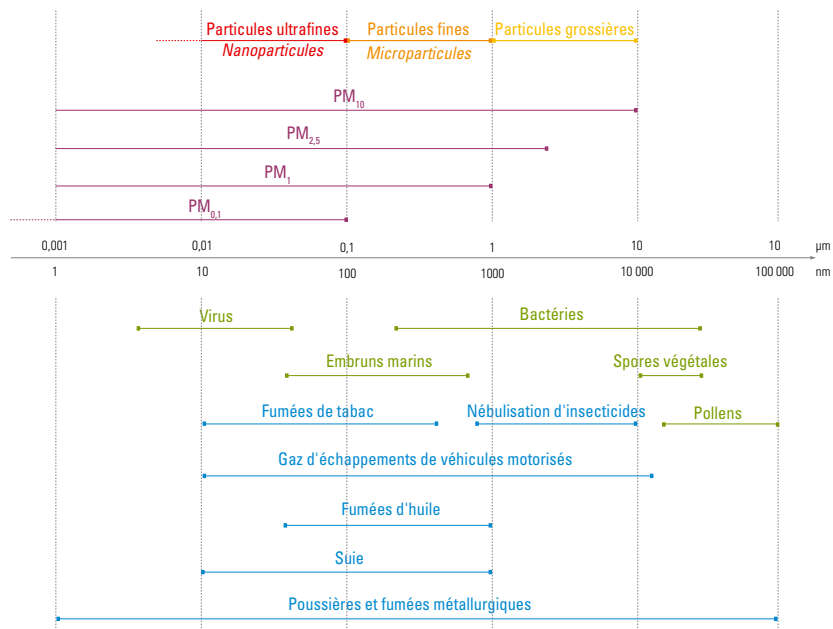 Particules ultrafines Particules fines Particules grossières
Nanoparticules Microparticules
PM10
PM2,5
PM1
PM0,1
0,001 0,01 0,1 1 10 10 µm
1 10 100 1000 10 000 100 000 nm
Virus Bactéries
Embruns marins Spores végétales
Fumées de tabac Nébulisation d'insecticides Pollens
Gaz d'échappements de véhicules motorisés
Fumées d'huile
Suie
Poussières et fumées métallurgiques